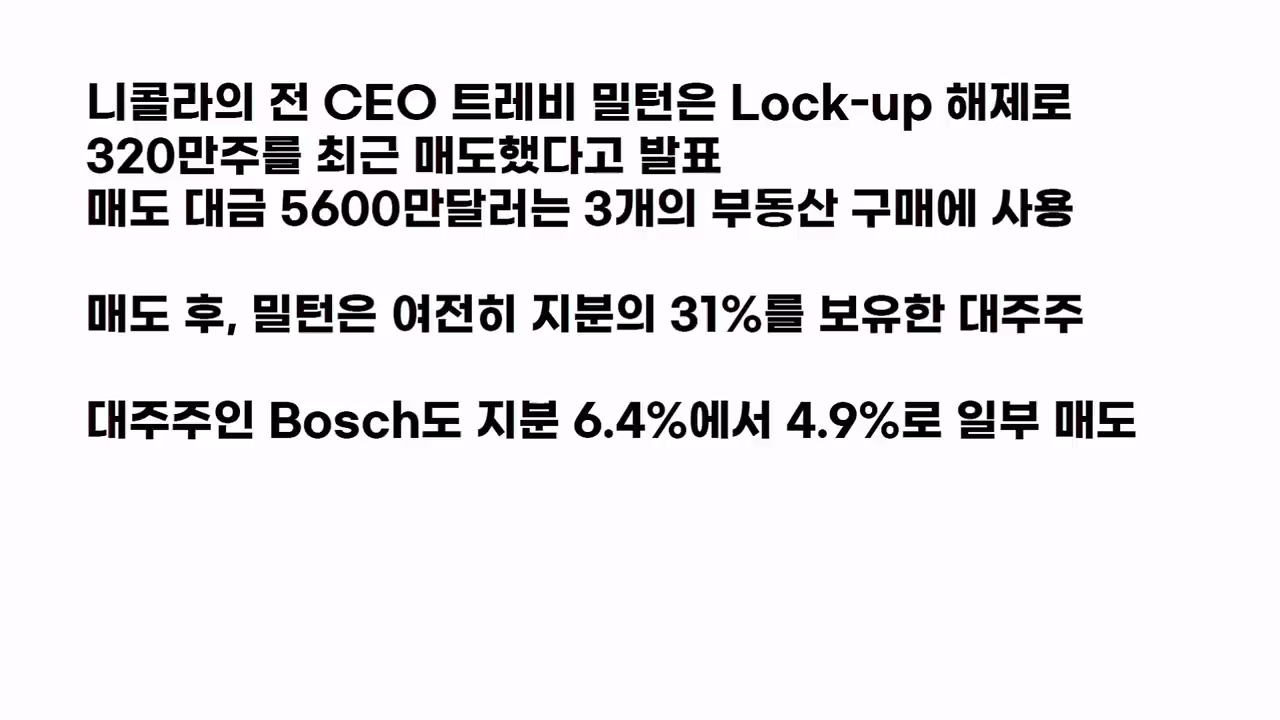 니콜라의 전 CEO 트레비 밀턴은 Lock-up 해제로
320만주를 최근 매도했다고 발표
매도 대금 5600만달러는 3개의 부동산 구매에 사용
매도 후, 밀턴은 여전히 지분의 31%를 보유한 대주주
대주주인 Bosch도 지분 6.4%에서 4.9%로 일부 매도